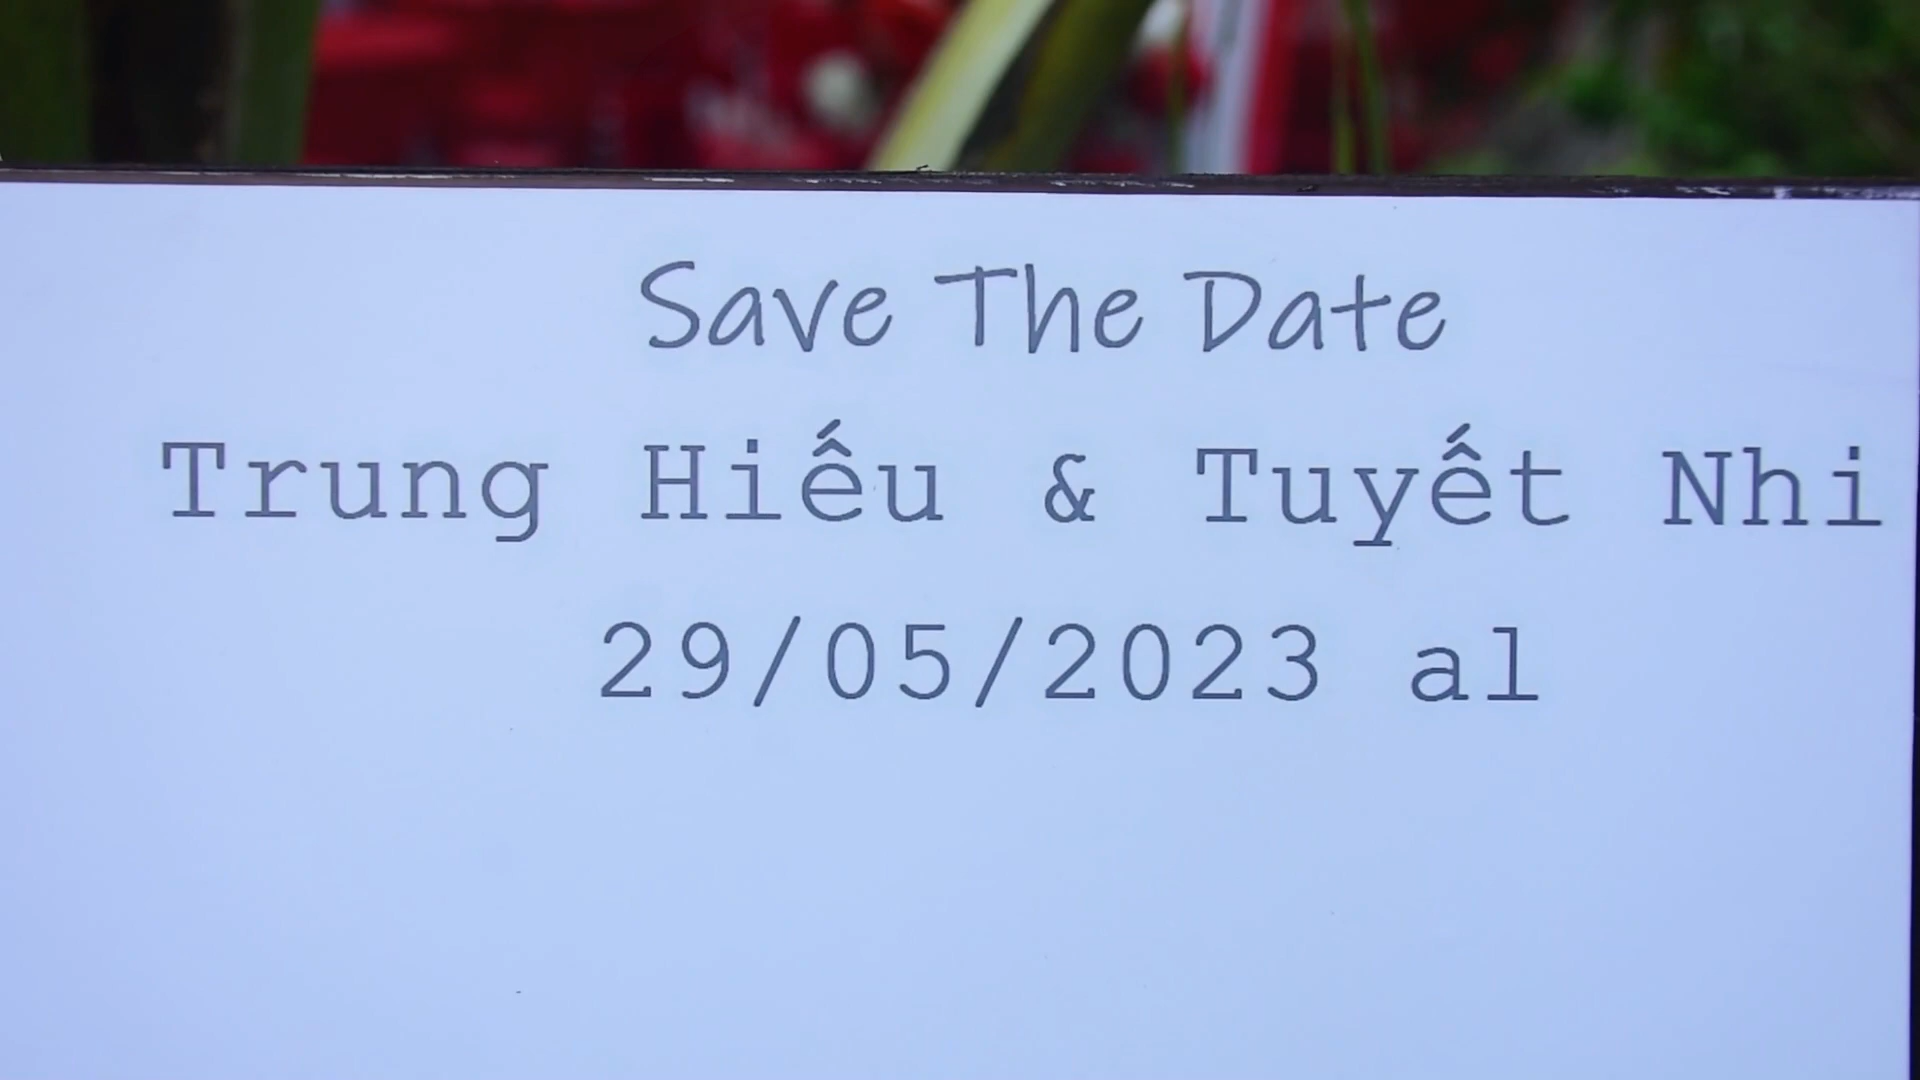 Save The Date
Trung Hiếu & Tuyết Nhi
29/05/2023 al